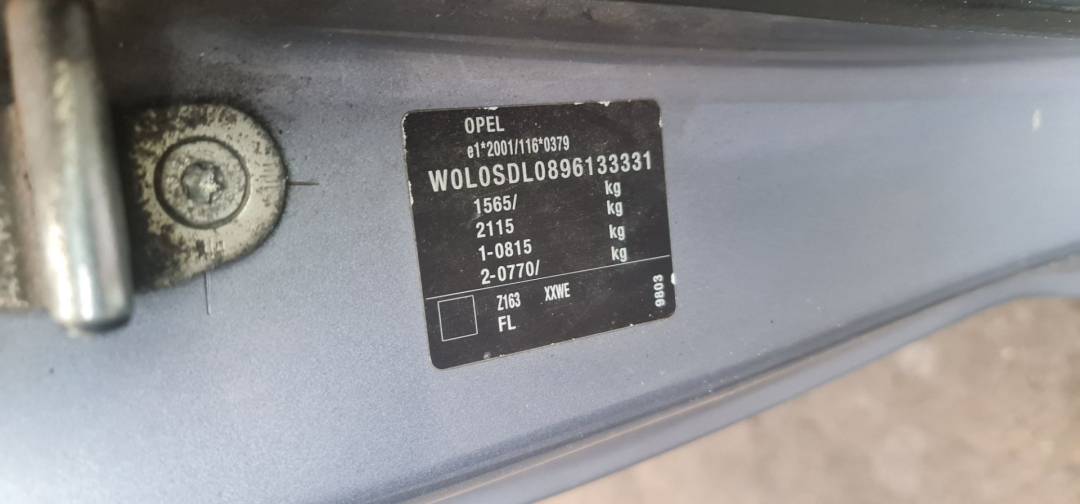 OPEL
e1*2001/116*0379
W0L0SDL0896133331
1565/ kg
2115 kg
1-0815 kg
2-0770/ kg
Z163 XXWE
FL
9803